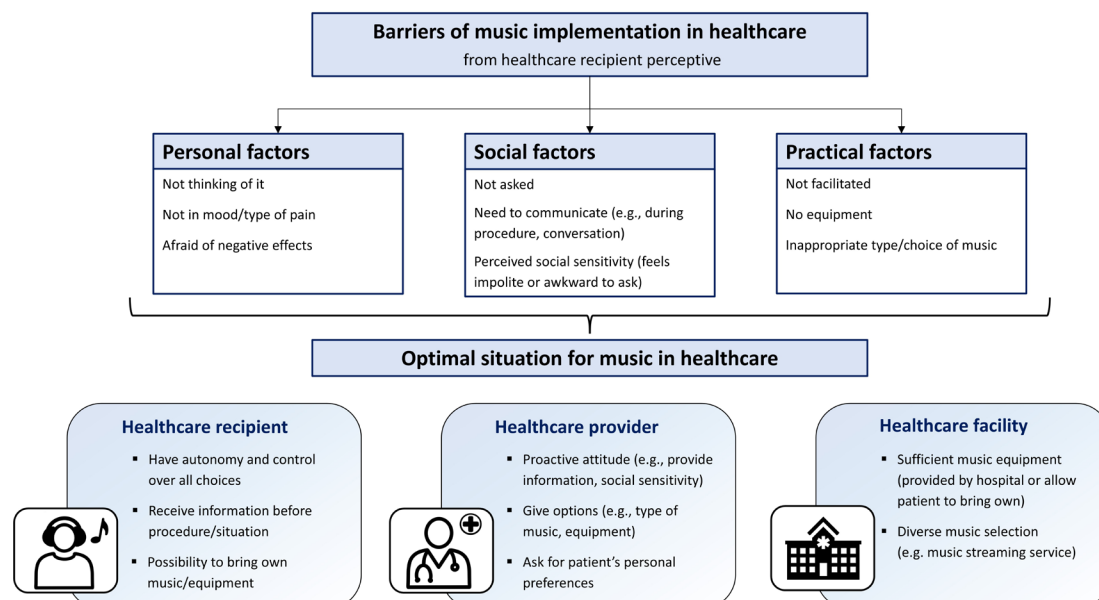 Barriers of music implementation in healthcare
from healthcare recipient perceptive
Personal factors
Not thinking of it
Not in mood/type of pain
Afraid of negative effects
Social factors
Not asked
Need to communicate (e.g., during
procedure, conversation)
Perceived social sensitivity (feels
impolite or awkward to ask)
Practical factors
Not facilitated
No equipment
Inappropriate type/choice of music
Optimal situation for music in healthcare
Healthcare recipient
▪ Have autonomy and control
over all choices
▪ Receive information before
procedure/situation
▪ Possibility to bring own
music/equipment
Healthcare provider
▪ Proactive attitude (e.g., provide
information, social sensitivity)
▪ Give options (e.g., type of
music, equipment)
▪ Ask for patient's personal
preferences
Healthcare facility
▪ Sufficient music equipment
(provided by hospital or allow
patient to bring own)
▪ Diverse music selection
(e.g. music streaming service)